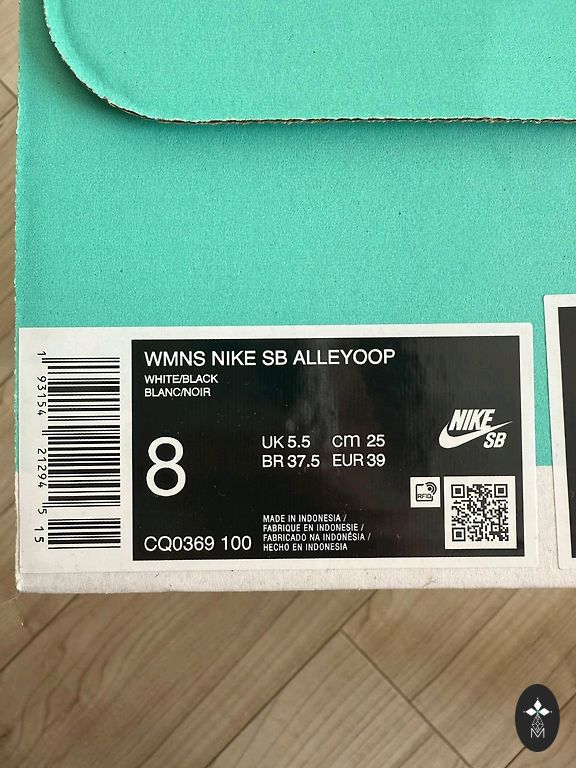 WMNS NIKE SB ALLEYOOP
WHITE/BLACK
BLANC/NOIR
8
UK 5.5 cm 25
BR 37.5 EUR 39
NIKE
SB
RFID
CQ0369 100
MADE IN INDONESIA /
FABRIQUE EN INDONESIE /
FABRICADO NA INDONÉSIA /
HECHO EN INDONESIA
1 93154 21294 5 15
M